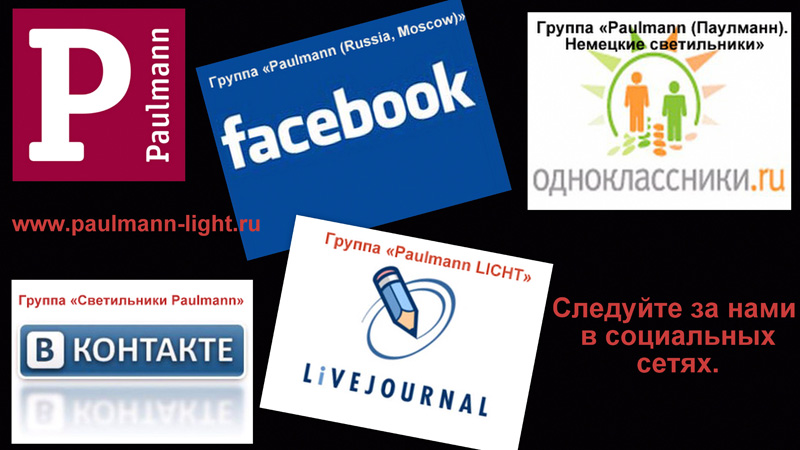 P
Paulmann
www.paulmann-light.ru
Группа «Paulmann (Russia, Moscow)»
facebook
Группа «Paulmann (Паулманн).
Немецкие светильники»
одноклассники.ru
Группа «Светильники Paulmann»
В КОНТАКТЕ
Группа «Paulmann LICHT»
LiVEJOURNAL
Следуйте за нами
в социальных
сетях.